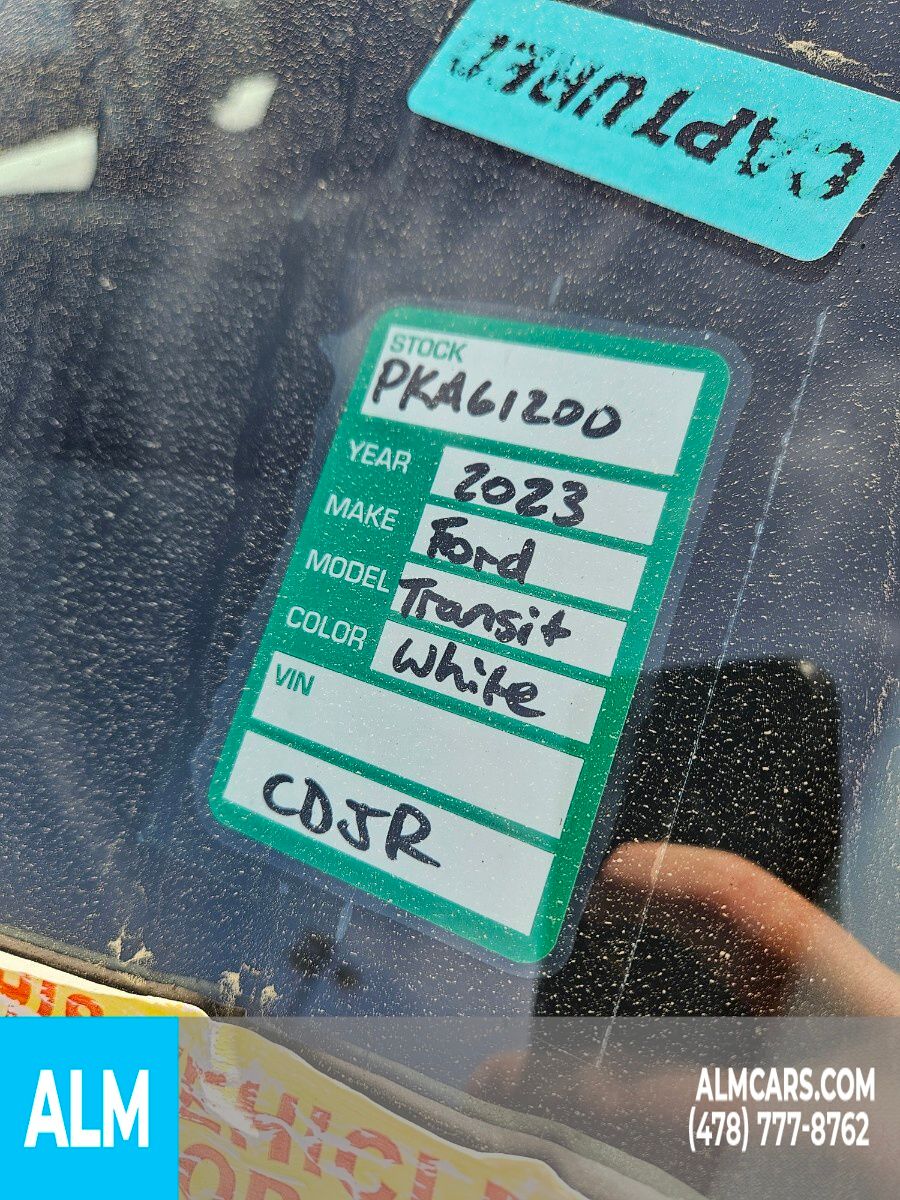 CAPTURED
STOCK
PKA61200
YEAR 2023
MAKE Ford
MODEL Transit
COLOR White
VIN
CDJR
ALM
ALMCARS.COM
(478) 777-8762